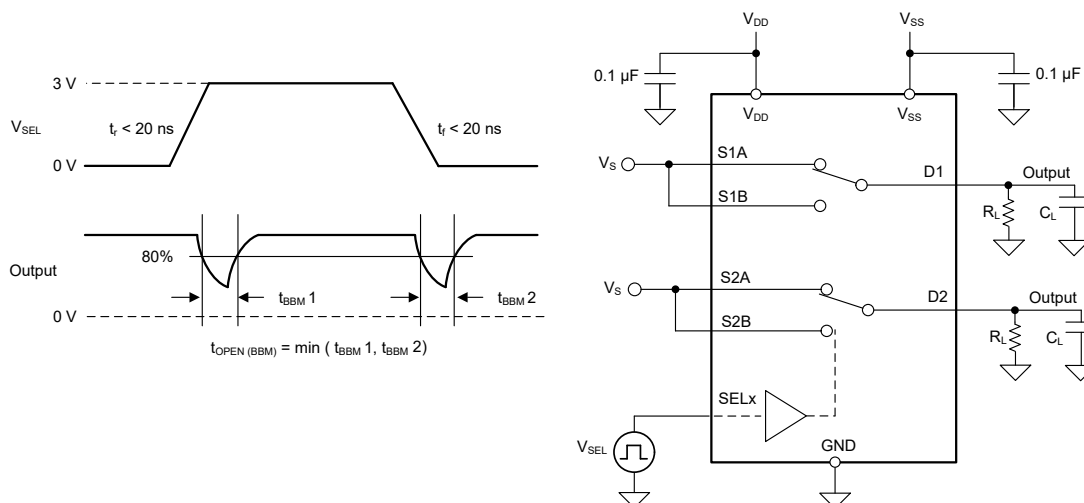 3 V
V_SEL
t_r < 20 ns
t_f < 20 ns
0 V
80%
Output
t_BBM 1
t_BBM 2
0 V
t_OPEN (BBM) = min ( t_BBM 1, t_BBM 2)
V_DD
V_SS
0.1 µF
0.1 µF
V_DD
V_SS
V_S
S1A
D1
Output
S1B
R_L
C_L
V_S
S2A
D2
Output
S2B
R_L
C_L
SELx
V_SEL
GND